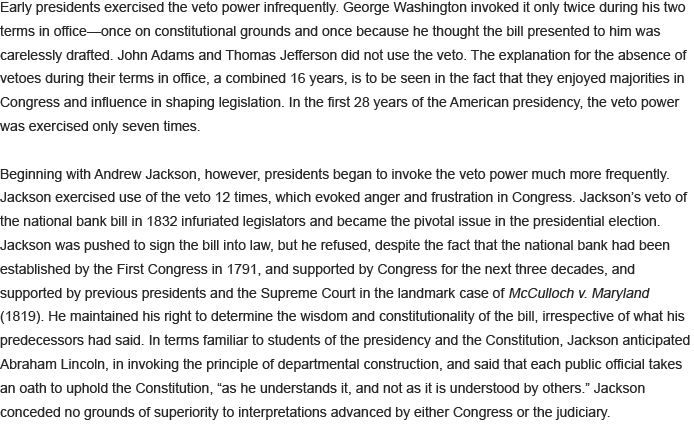 Early presidents exercised the veto power infrequently. George Washington invoked it only twice during his two
terms in office—once on constitutional grounds and once because he thought the bill presented to him was
carelessly drafted. John Adams and Thomas Jefferson did not use the veto. The explanation for the absence of
vetoes during their terms in office, a combined 16 years, is to be seen in the fact that they enjoyed majorities in
Congress and influence in shaping legislation. In the first 28 years of the American presidency, the veto power
was exercised only seven times.

Beginning with Andrew Jackson, however, presidents began to invoke the veto power much more frequently.
Jackson exercised use of the veto 12 times, which evoked anger and frustration in Congress. Jackson’s veto of
the national bank bill in 1832 infuriated legislators and became the pivotal issue in the presidential election.
Jackson was pushed to sign the bill into law, but he refused, despite the fact that the national bank had been
established by the First Congress in 1791, and supported by Congress for the next three decades, and
supported by previous presidents and the Supreme Court in the landmark case of McCulloch v. Maryland
(1819). He maintained his right to determine the wisdom and constitutionality of the bill, irrespective of what his
predecessors had said. In terms familiar to students of the presidency and the Constitution, Jackson anticipated
Abraham Lincoln, in invoking the principle of departmental construction, and said that each public official takes
an oath to uphold the Constitution, “as he understands it, and not as it is understood by others.” Jackson
conceded no grounds of superiority to interpretations advanced by either Congress or the judiciary.